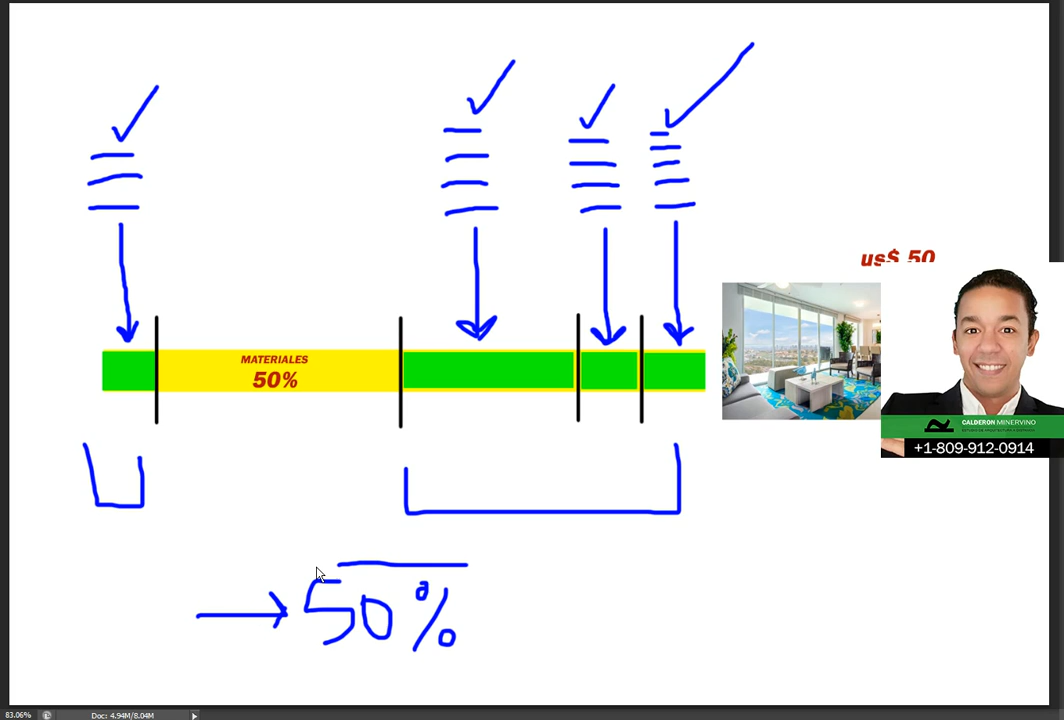 us$ 50
MATERIALES
50%
CALDERON MINERVINO
+1-809-912-0914
50%
83.06%
Doc: 4.94M/8.04M